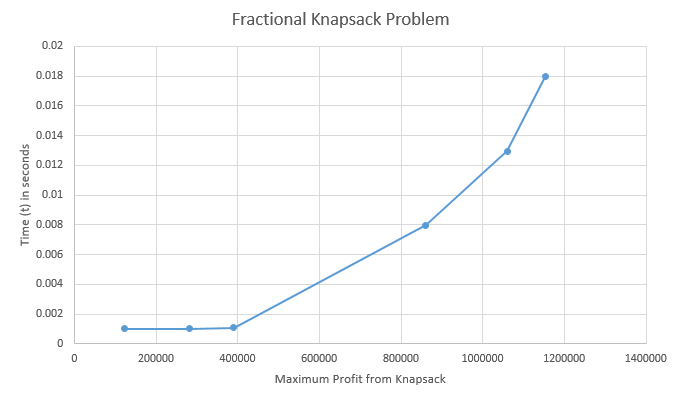 Fractional Knapsack Problem
0.02
0.018
0.016
0.014
0.012
0.01
0.008
0.006
0.004
0.002
0
Time (t) in seconds
0 200000 400000 600000 800000 1000000 1200000 1400000
Maximum Profit from Knapsack